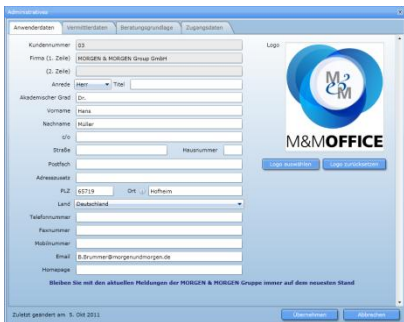 Administratives
Anwenderdaten Vermittlerdaten Beratungsgrundlage Zugangsdaten
Kundennummer 03
Firma (1. Zeile) MORGEN & MORGEN Group GmbH
(2. Zeile)
Anrede Herr Titel
Akademischer Grad Dr.
Vorname Hans
Nachname Müller
c/o
Straße Hausnummer
Postfach
Adresszusatz
PLZ 65719 Ort Hofheim
Land Deutschland
Telefonnummer
Faxnummer
Mobilnummer
Email B.Brummer@morgenundmorgen.de
Homepage
Logo
M&M
M&MOFFICE
Logo auswählen Logo zurücksetzen
Bleiben Sie mit den aktuellen Meldungen der MORGEN & MORGEN Gruppe immer auf dem neuesten Stand
Zuletzt geändert am 5. Okt 2011
Übernehmen Abbrechen